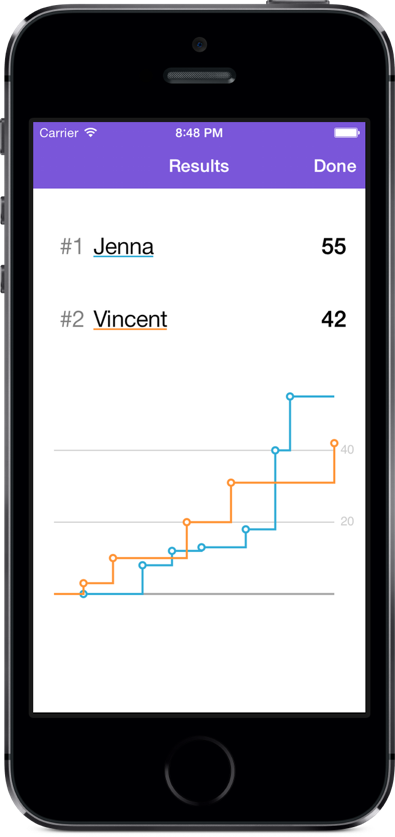 Carrier 8:48 PM
Results Done
#1 Jenna 55
#2 Vincent 42
40
20